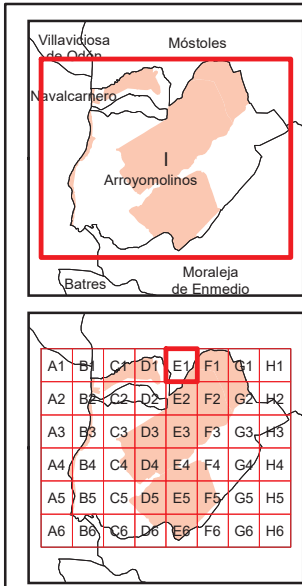 Villaviciosa
de Odón
Móstoles
Navalcarnero
I
Arroyomolinos
Batres
Moraleja
de Enmedio
A1 B1 C1 D1 E1 F1 G1 H1
A2 B2 C2 D2 E2 F2 G2 H2
A3 B3 C3 D3 E3 F3 G3 H3
A4 B4 C4 D4 E4 F4 G4 H4
A5 B5 C5 D5 E5 F5 G5 H5
A6 B6 C6 D6 E6 F6 G6 H6